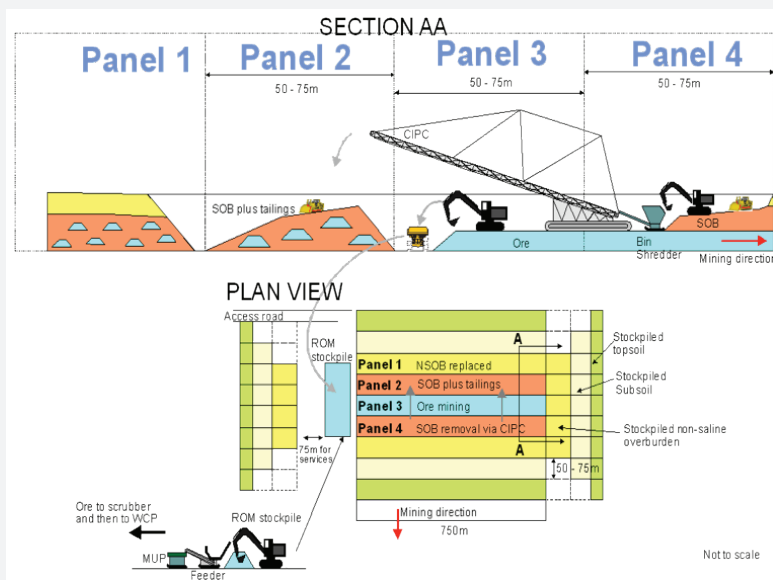 SECTION AA
Panel 1
Panel 2
Panel 3
Panel 4
50 - 75m
50 - 75m
50 - 75m
CIPC
SOB plus tailings
SOB
Ore
Bin
Shredder
Mining direction
PLAN VIEW
Access road
ROM
stockpile
A
Panel 1 NSOB replaced
Panel 2 SOB plus tailings
Panel 3 Ore mining
Panel 4 SOB removal via CIPC
A
Stockpiled
topsoil
Stockpiled
Subsoil
Stockpiled non-saline
overburden
75m for
services
50 - 75m
Mining direction
750m
Ore to scrubber
and then to WCP
ROM stockpile
MUP
Feeder
Not to scale